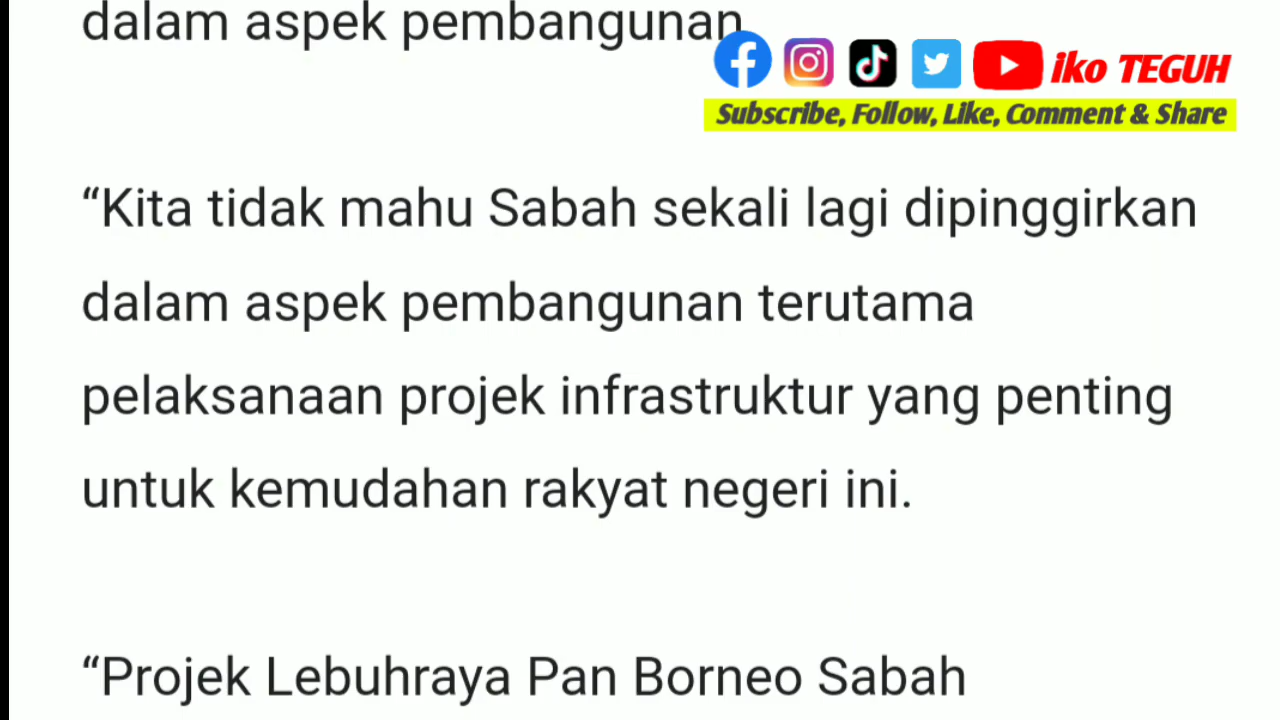 dalam aspek pembangunan
iko TEGUH
Subscribe, Follow, Like, Comment & Share
“Kita tidak mahu Sabah sekali lagi dipinggirkan
dalam aspek pembangunan terutama
pelaksanaan projek infrastruktur yang penting
untuk kemudahan rakyat negeri ini.
“Projek Lebuhraya Pan Borneo Sabah